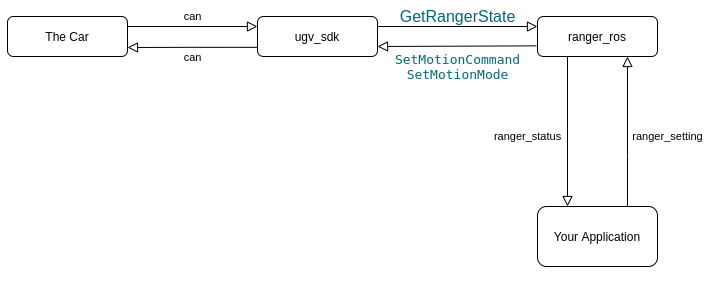 can
GetRangerState
The Car
ugv_sdk
ranger_ros
can
SetMotionCommand
SetMotionMode
ranger_status
ranger_setting
Your Application